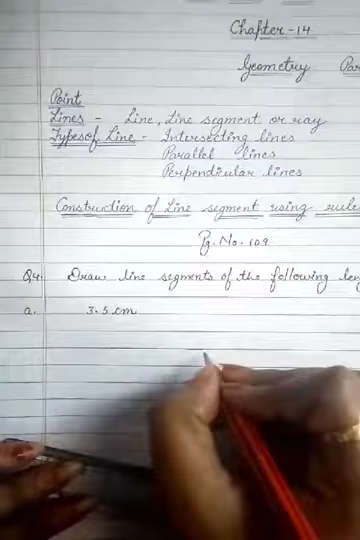 Chapter-14
Geometry
Point
Lines - Line, Line segment or ray
Types of Line - Intersecting lines
Parallel lines
Perpendicular lines
Construction of Line segment using
Pg. No. 109
Q4. Draw line segments of the following
a. 3.5 cm